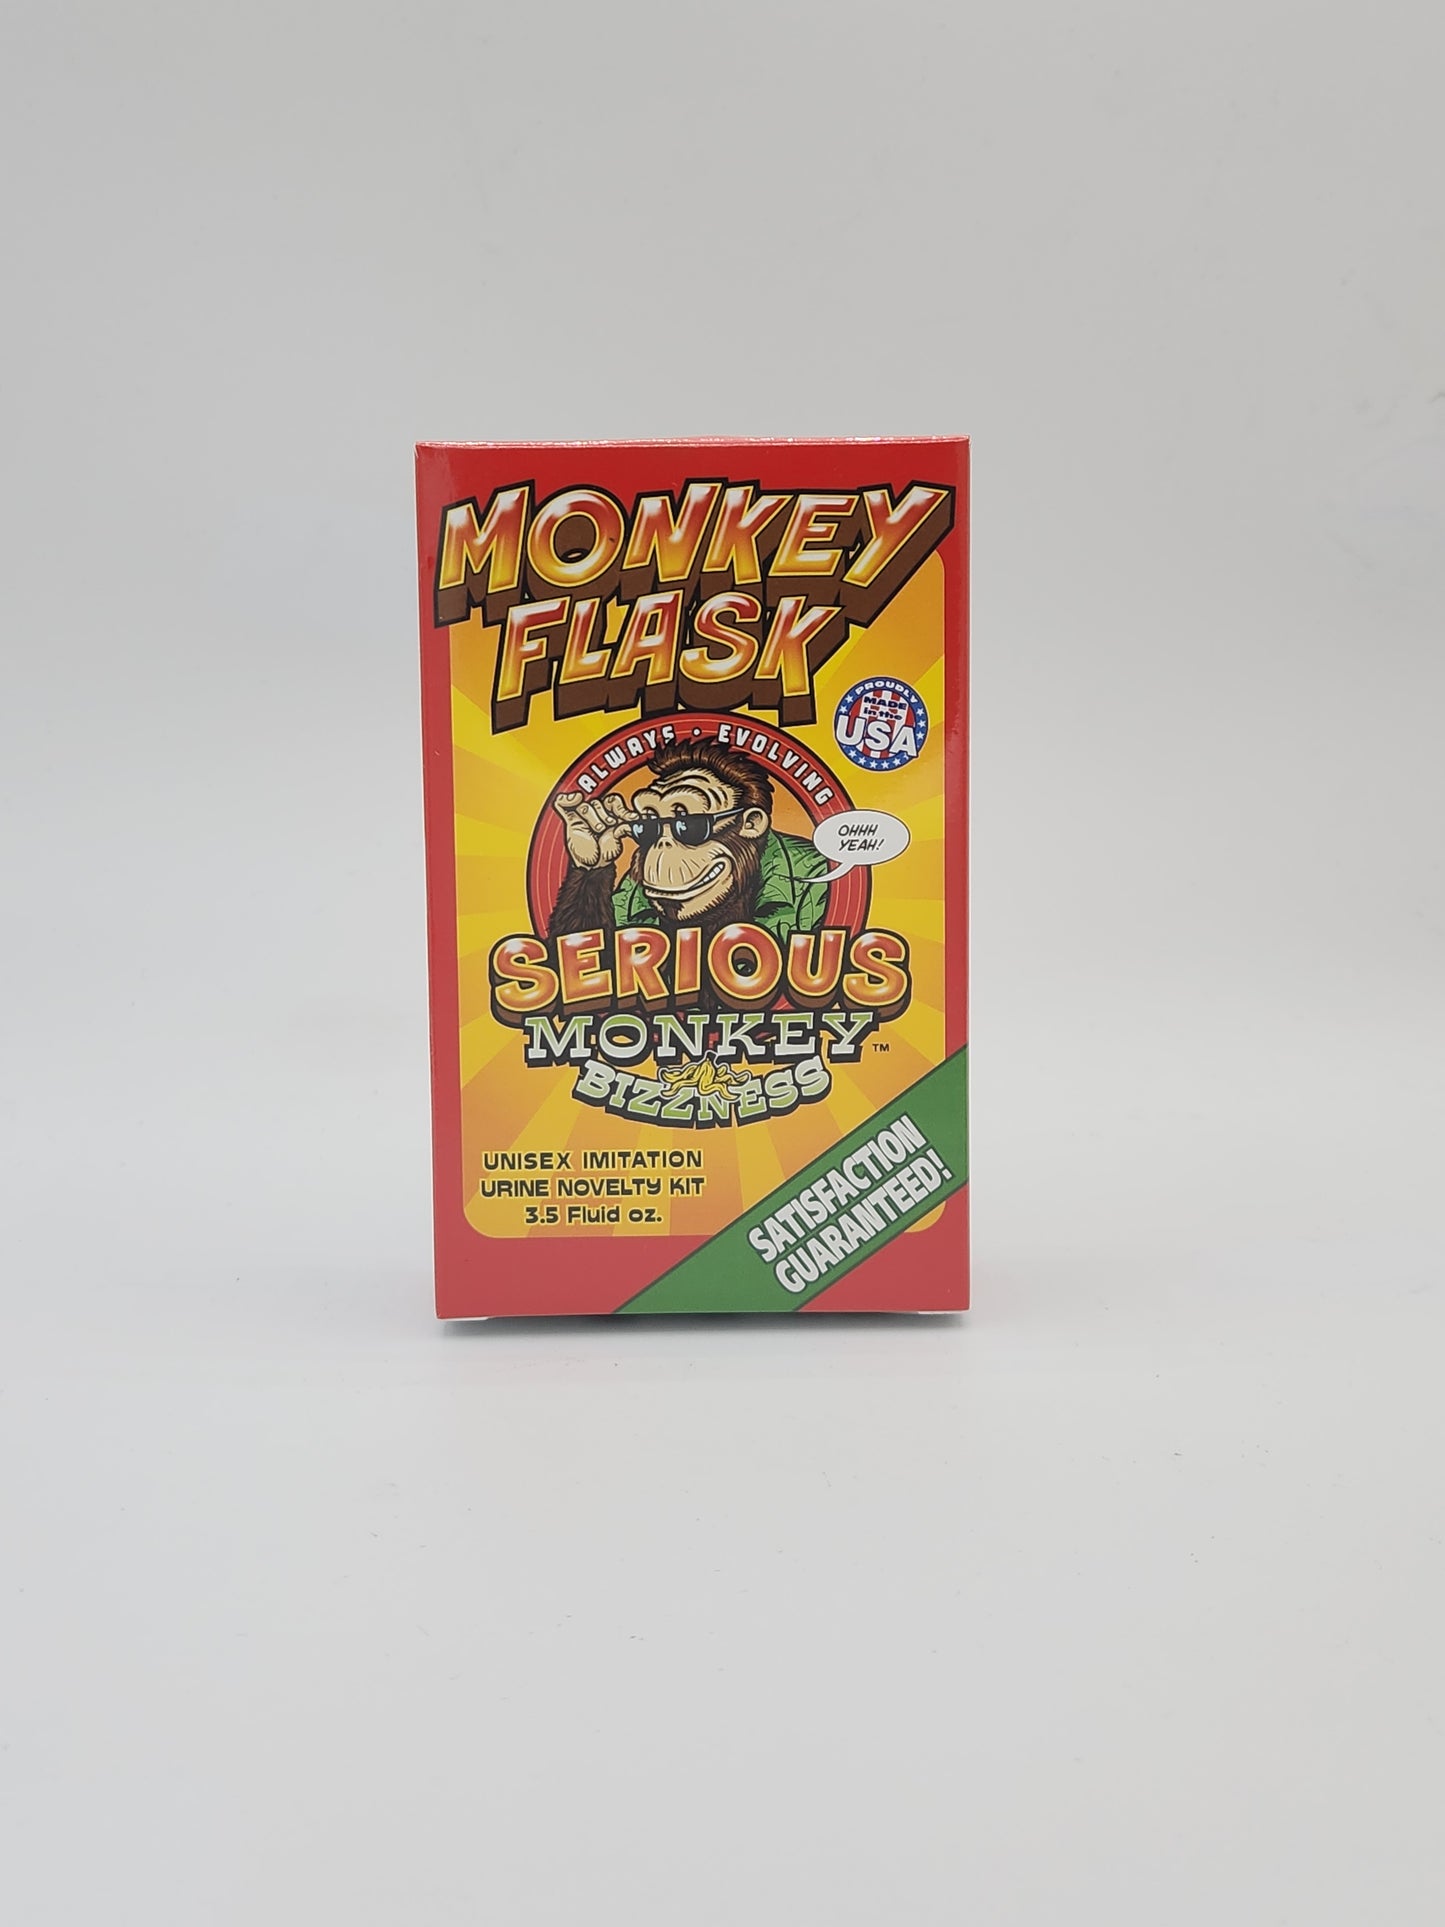 MONKEY
FLASK
PROUDLY
MADE
in the
USA
ALWAYS • EVOLVING
OHHH
YEAH!
SERIOUS
MONKEY™
BIZZNESS
UNISEX IMITATION
URINE NOVELTY KIT
3.5 Fluid oz.
SATISFACTION
GUARANTEED!